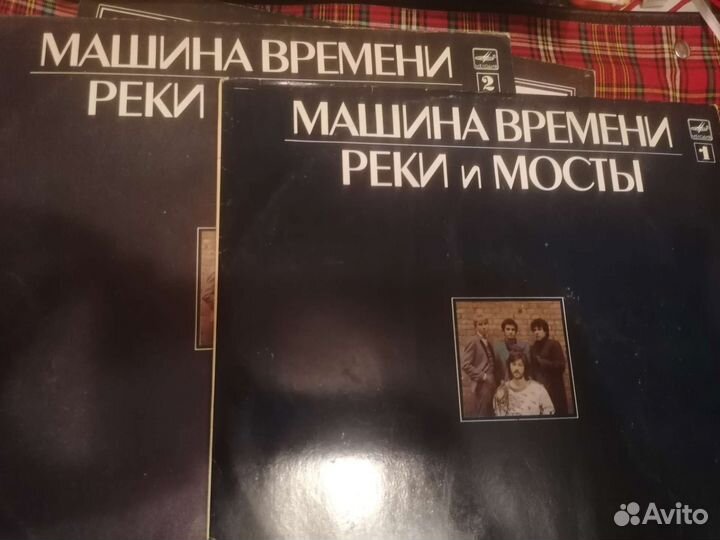 МАШИНА ВРЕМЕНИ
2
РЕКИ
МАШИНА ВРЕМЕНИ
1
РЕКИ и МОСТЫ
Avito